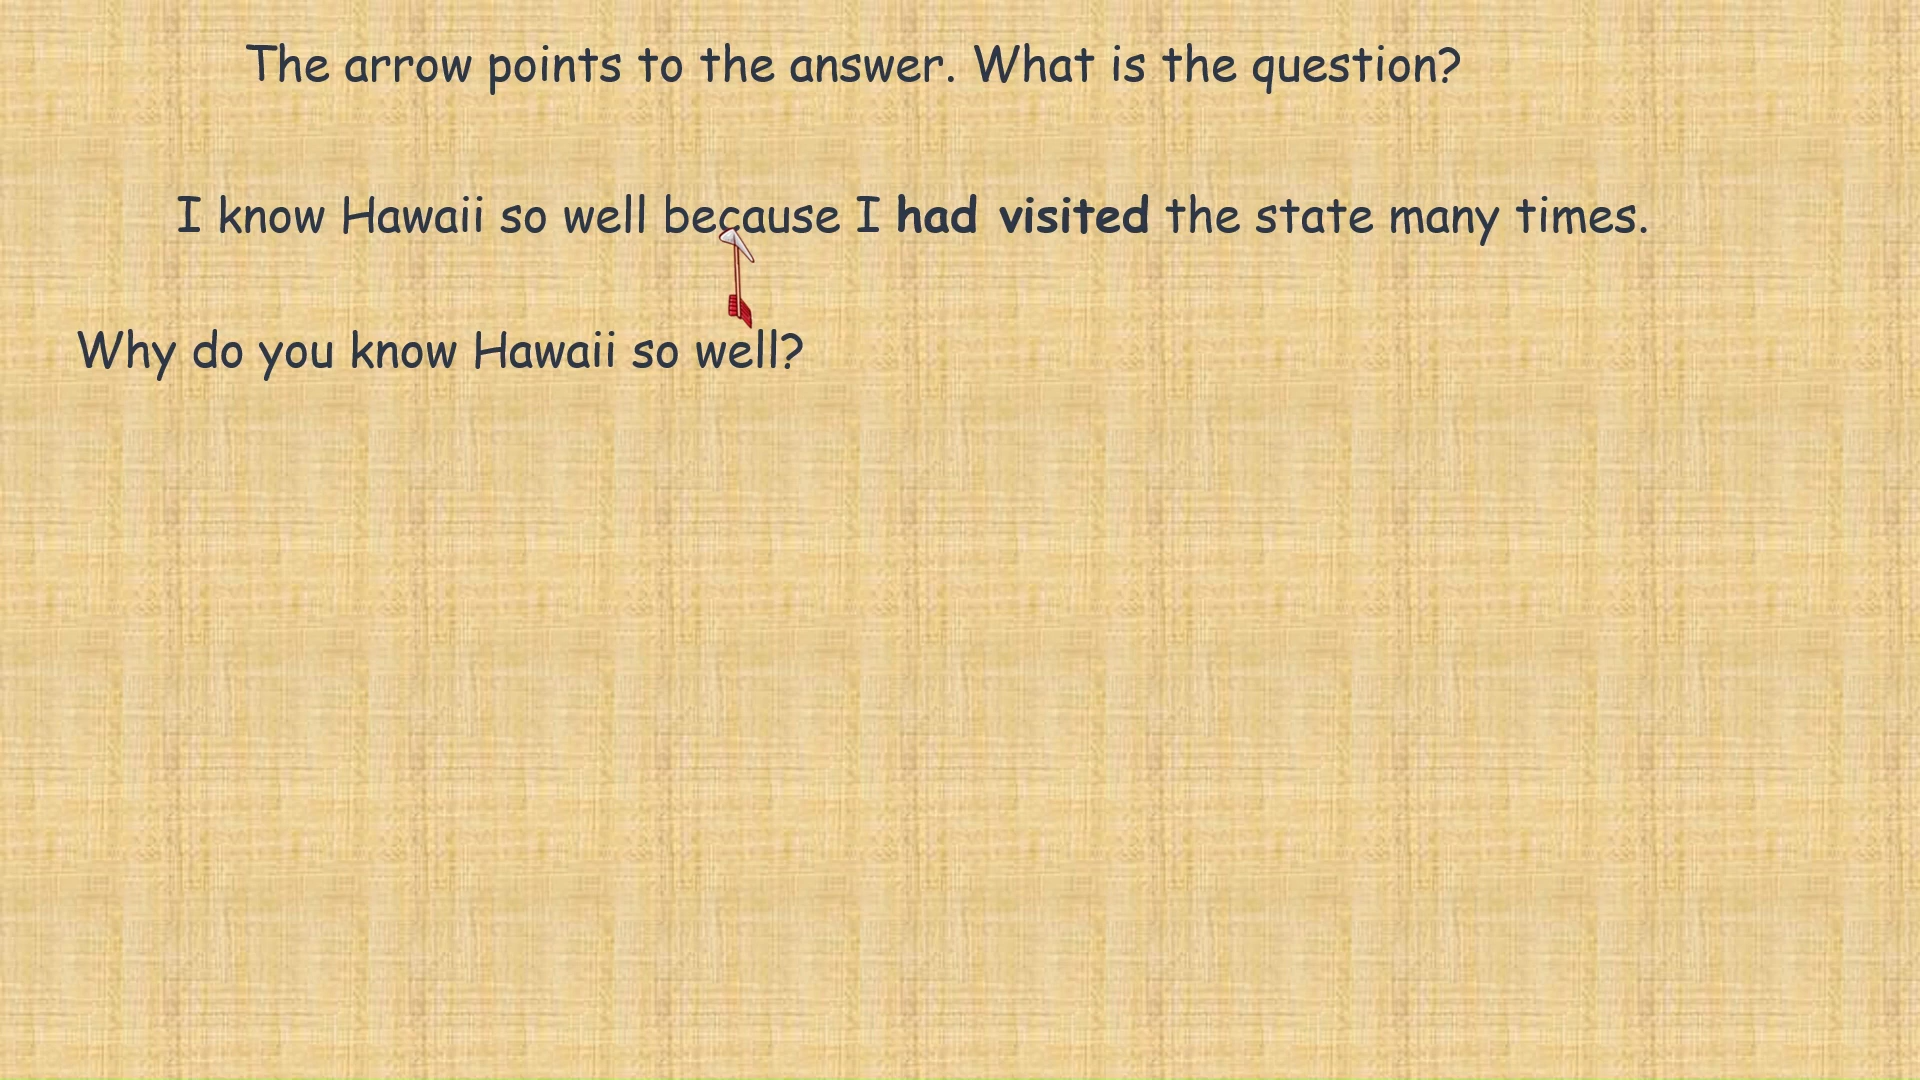 The arrow points to the answer. What is the question?
I know Hawaii so well because I had visited the state many times.
Why do you know Hawaii so well?